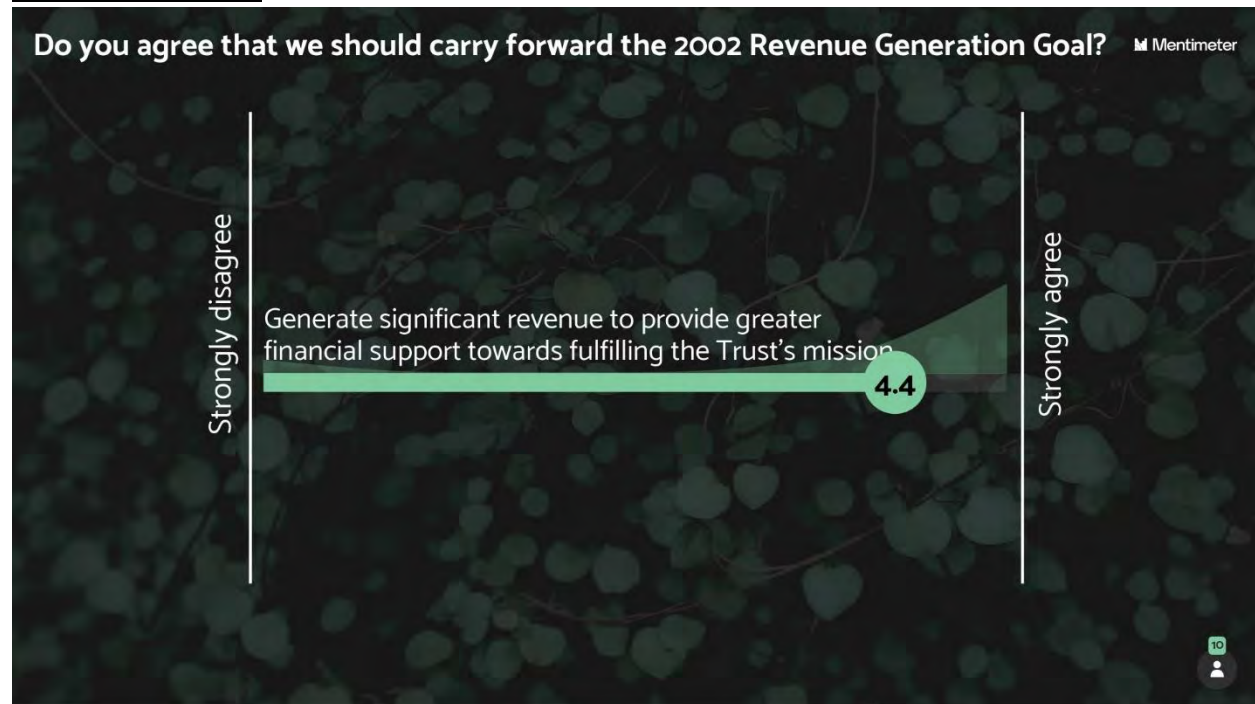 Do you agree that we should carry forward the 2002 Revenue Generation Goal?
Mentimeter
Strongly disagree
Generate significant revenue to provide greater
financial support towards fulfilling the Trust's mission
4.4
Strongly agree
10